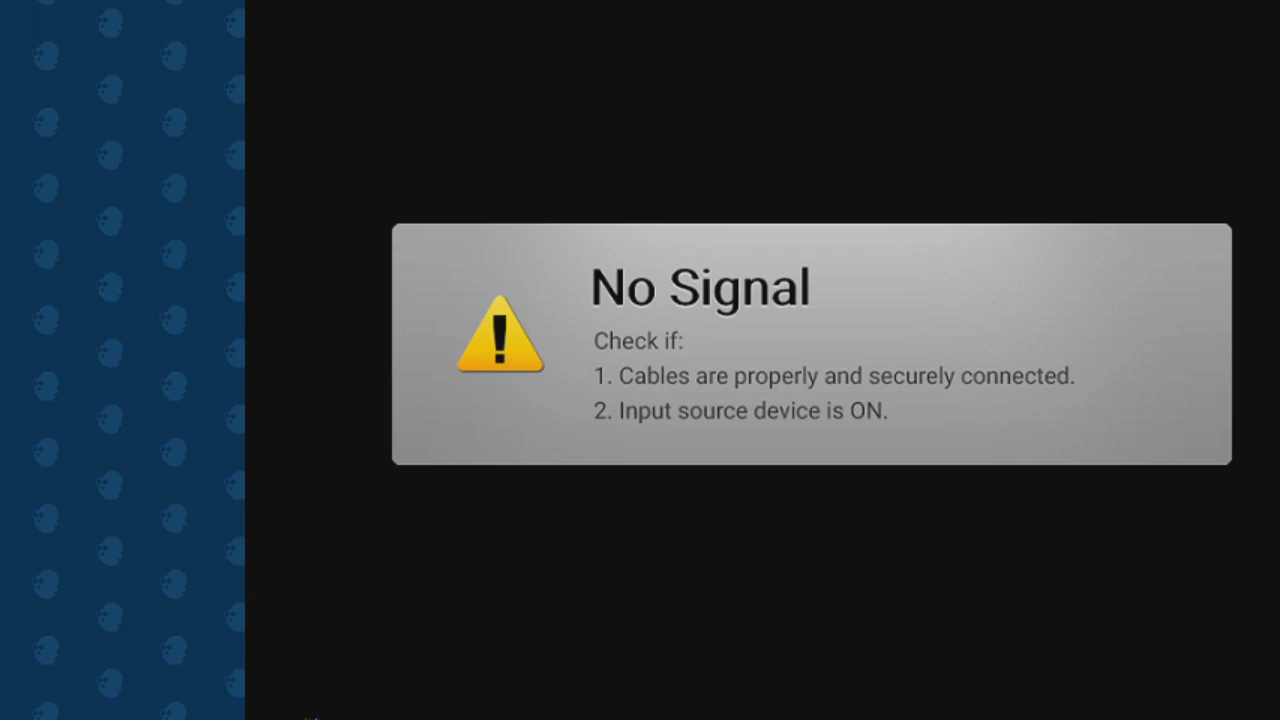 No Signal
Check if:
1. Cables are properly and securely connected.
2. Input source device is ON.